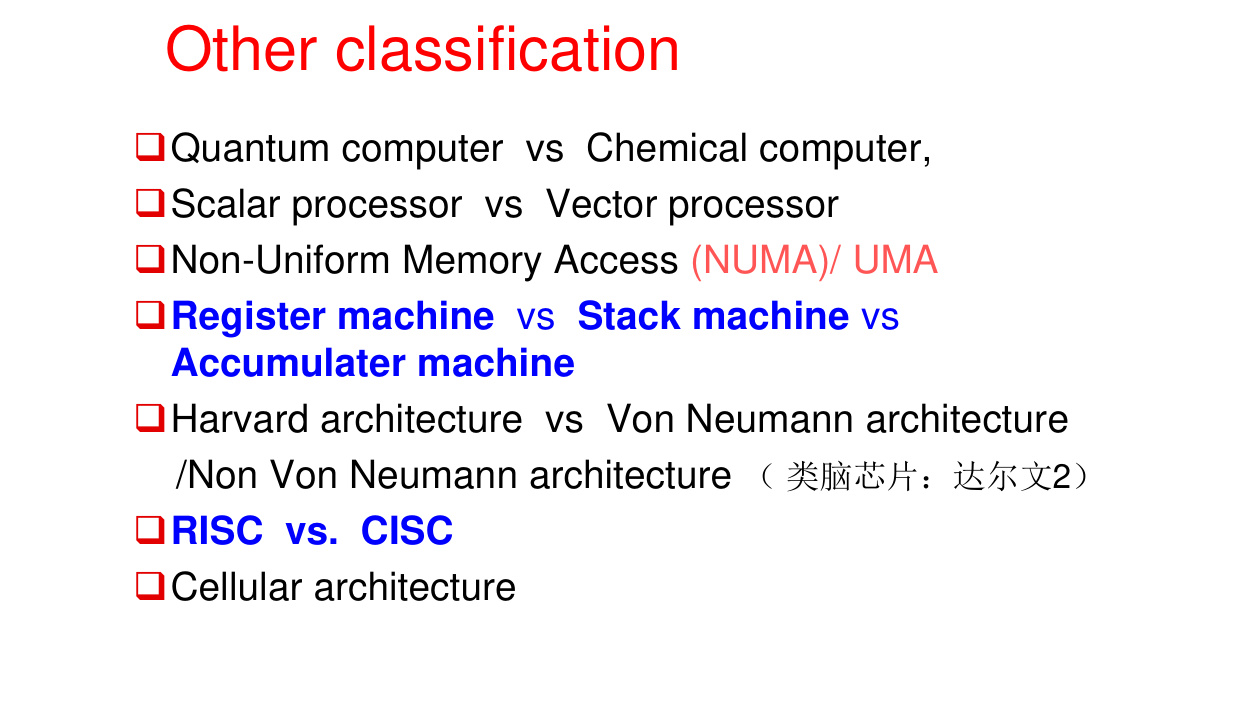 Other classification
Quantum computer vs Chemical computer,
Scalar processor vs Vector processor
Non-Uniform Memory Access (NUMA)/ UMA
Register machine vs Stack machine vs
Accumulater machine
Harvard architecture vs Von Neumann architecture
/Non Von Neumann architecture （ 类脑芯片：达尔文2）
RISC vs. CISC
Cellular architecture